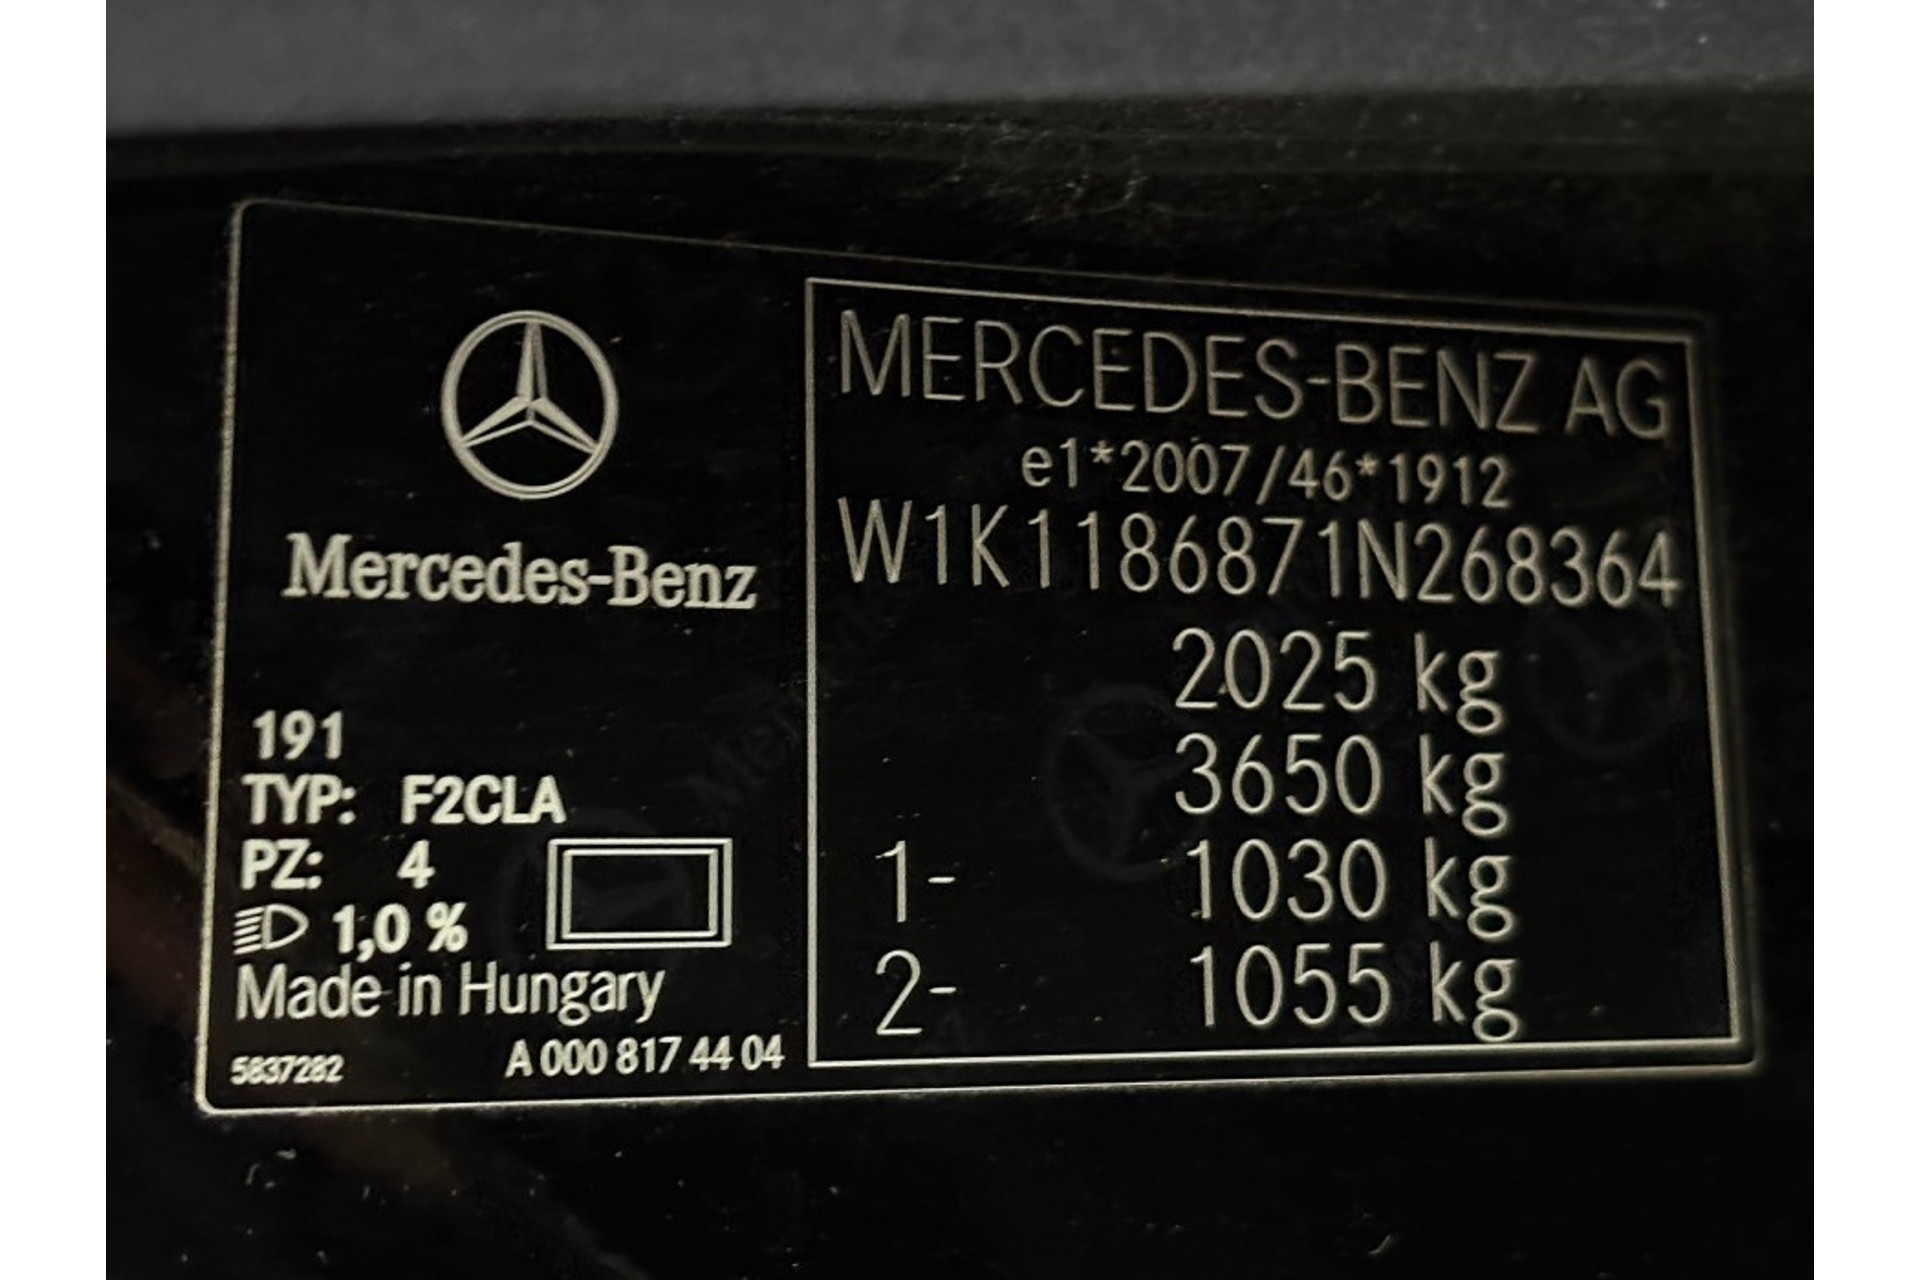 Mercedes-Benz
191
TYP: F2CLA
PZ: 4
1,0 %
Made in Hungary
5837282
A 000 817 44 04
MERCEDES-BENZ AG
e1*2007/46*1912
W1K1186871N268364
2025 kg
3650 kg
1- 1030 kg
2- 1055 kg